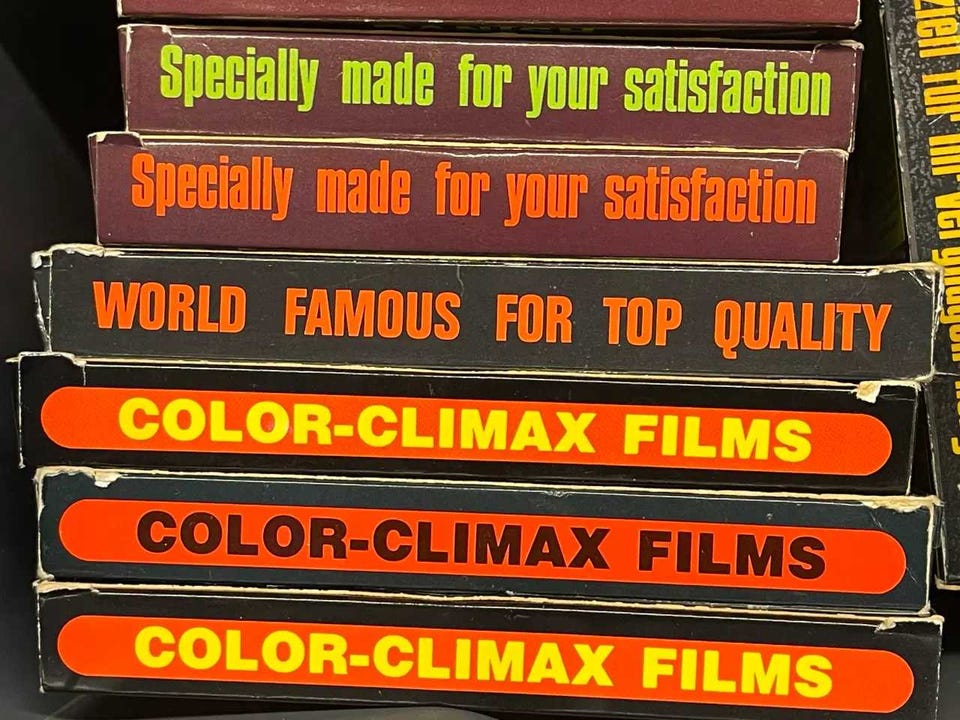 Specially made for your satisfaction
Specially made for your satisfaction
WORLD FAMOUS FOR TOP QUALITY
COLOR-CLIMAX FILMS
COLOR-CLIMAX FILMS
COLOR-CLIMAX FILMS